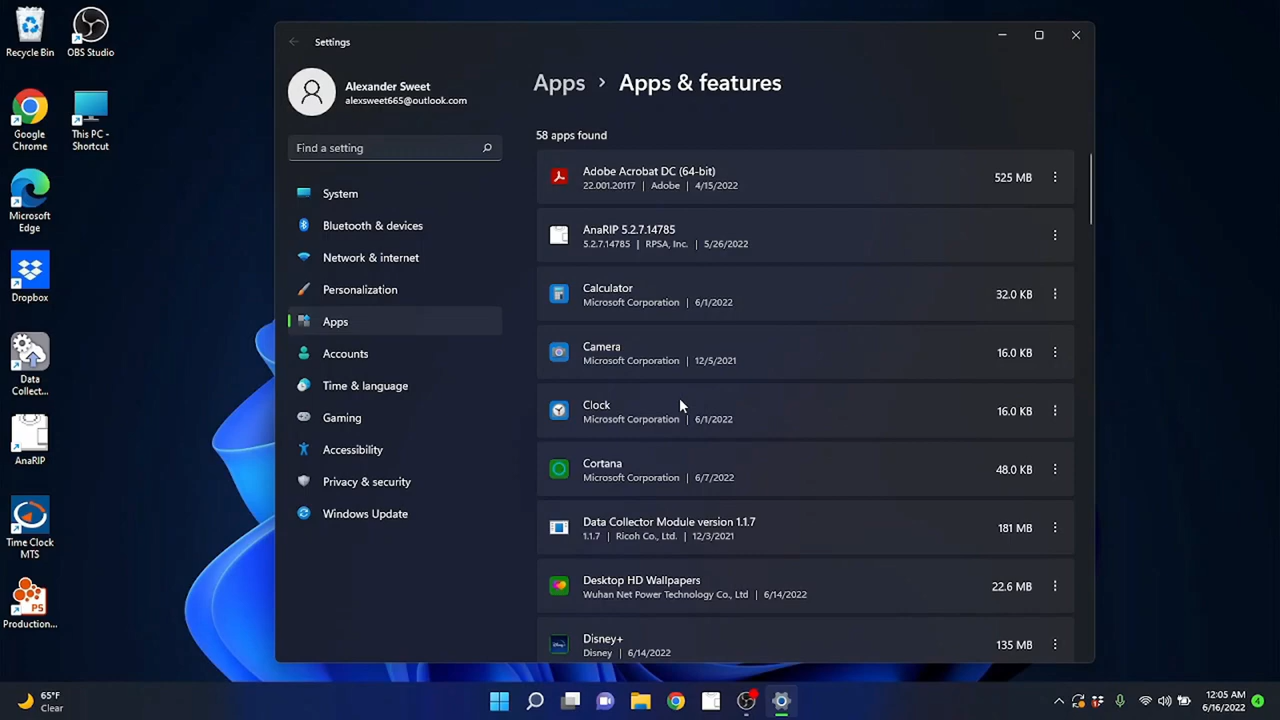 Recycle Bin
OBS Studio
Google
Chrome
This PC -
Shortcut
Microsoft
Edge
Dropbox
Data
Collect...
AnaRIP
Time Clock
MTS
PS
Production...
Settings
Alexander Sweet
alexsweet665@outlook.com
Find a setting
System
Bluetooth & devices
Network & internet
Personalization
Apps
Accounts
Time & language
Gaming
Accessibility
Privacy & security
Windows Update
Apps > Apps & features
58 apps found
Adobe Acrobat DC (64-bit)
22.001.20117 | Adobe | 4/15/2022
525 MB
AnaRIP 5.2.7.14785
5.2.7.14785 | RPSA, Inc. | 5/26/2022
Calculator
Microsoft Corporation | 6/1/2022
32.0 KB
Camera
Microsoft Corporation | 12/5/2021
16.0 KB
Clock
Microsoft Corporation | 6/1/2022
16.0 KB
Cortana
Microsoft Corporation | 6/7/2022
48.0 KB
Data Collector Module version 1.1.7
1.1.7 | Ricoh Co., Ltd. | 12/3/2021
181 MB
Desktop HD Wallpapers
Wuhan Net Power Technology Co., Ltd | 6/14/2022
22.6 MB
Disney+
Disney | 6/14/2022
135 MB
65°F
Clear
12:05 AM
6/16/2022
4